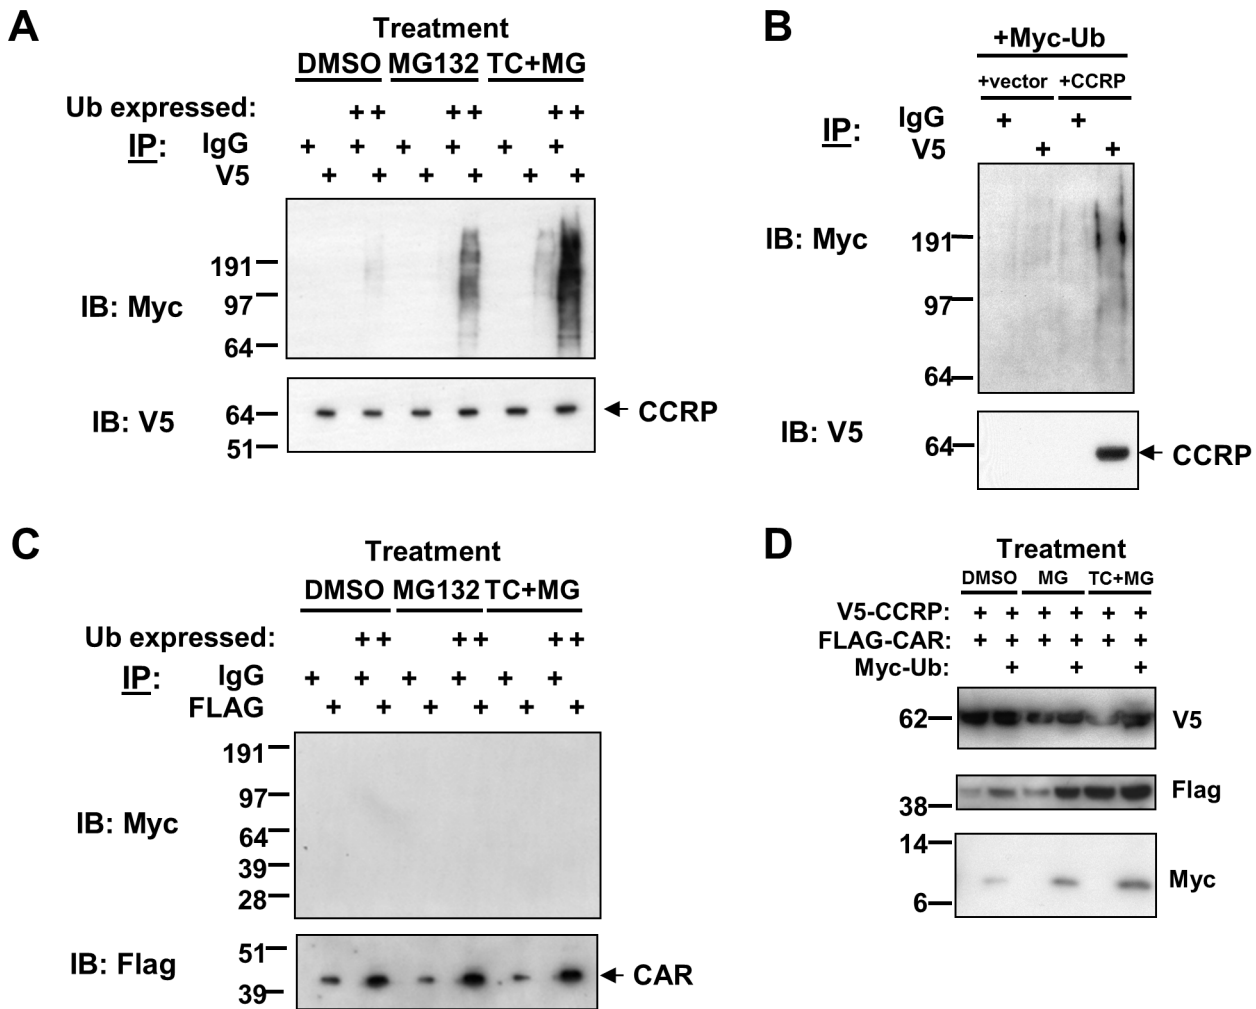 A
Treatment
DMSO MG132 TC+MG
Ub expressed: ++ ++ ++
IP: IgG + + + + + +
V5 + + + + + +
IB: Myc
191
97
64
IB: V5
64
51
CCRP
B
+Myc-Ub
+vector +CCRP
IP: IgG + +
V5 + +
IB: Myc
191
97
64
IB: V5
64
CCRP
C
Treatment
DMSO MG132 TC+MG
Ub expressed: ++ ++ ++
IP: IgG + + + + + +
FLAG + + + + + +
IB: Myc
191
97
64
39
28
IB: Flag
51
39
CAR
D
Treatment
DMSO MG TC+MG
V5-CCRP: + + + + + +
FLAG-CAR: + + + + + +
Myc-Ub: + + +
62
V5
38
Flag
14
6
Myc